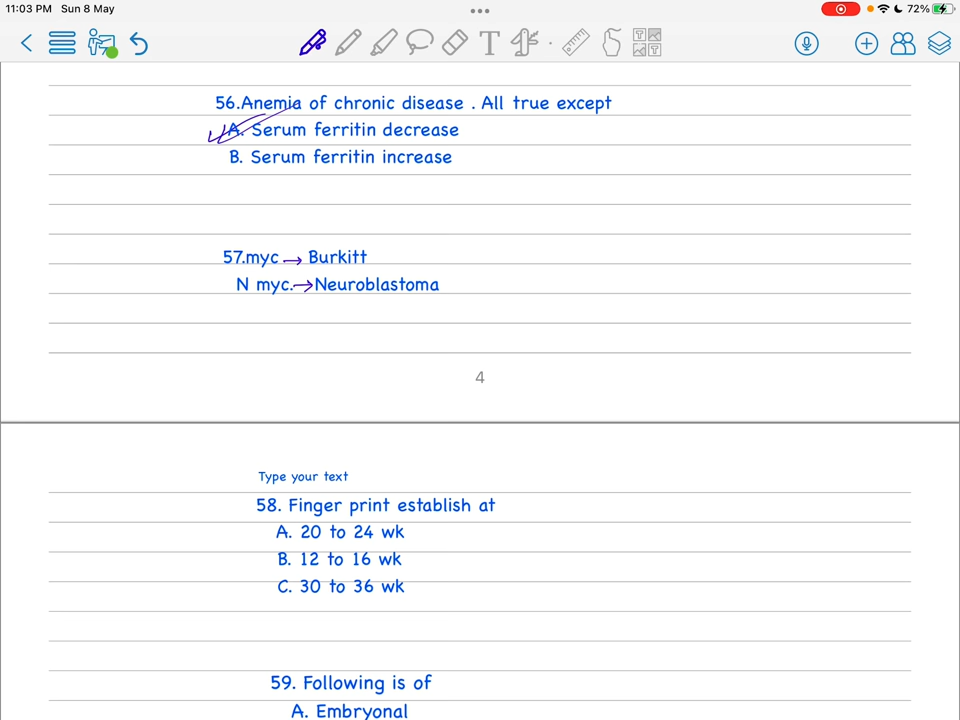 11:03 PM Sun 8 May
72%
T
T
T
56.Anemia of chronic disease . All true except
A. Serum ferritin decrease
B. Serum ferritin increase
57.myc → Burkitt
N myc.→Neuroblastoma
4
Type your text
58. Finger print establish at
A. 20 to 24 wk
B. 12 to 16 wk
C. 30 to 36 wk
59. Following is of
A. Embryonal